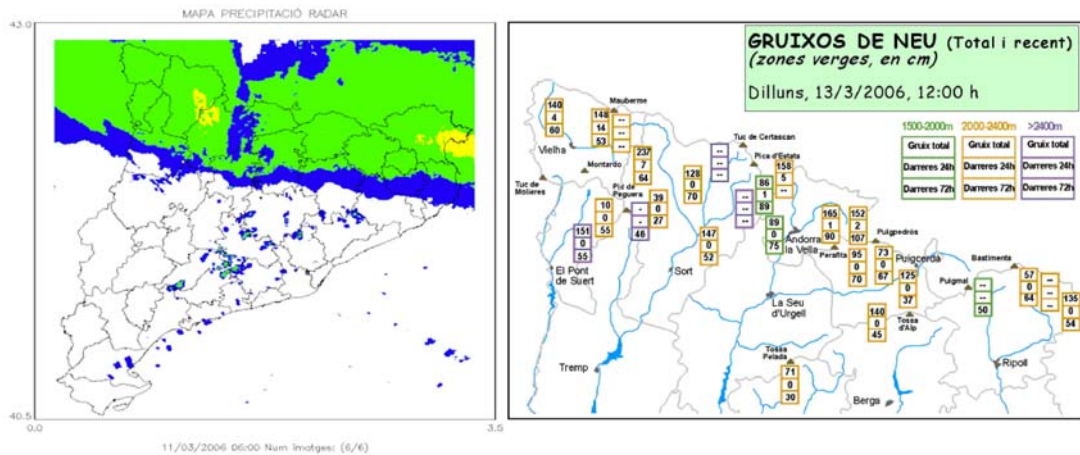 MAPA PRECIPITACIÓ RADAR
43.0
40.5
0.0
3.5
11/03/2006 06:00 Num imatges: (6/6)
GRUIXOS DE NEU (Total i recent)
(zones verges, en cm)
Dilluns, 13/3/2006, 12:00 h
1500-2000m
2000-2400m
>2400m
Gruix total
Gruix total
Gruix total
Darreres 24h
Darreres 24h
Darreres 24h
Darreres 72h
Darreres 72h
Darreres 72h
140
4
60
Mauberme
148
14
53
--
--
--
Vielha
237
7
64
Montardo
Tuc de
Molieres
Pic de
Peguera
10
0
55
39
0
27
151
0
55
-
-
46
El Pont
de Suert
128
0
70
--
--
--
Tuc de Certascan
Pica d'Estats
158
5
--
86
1
89
--
--
--
89
0
75
147
0
52
Sort
Andorra
la Vella
165
1
90
152
2
107
Perafita
Puigpedrós
95
0
70
73
0
67
Puigcerda
125
0
37
Tossa
d'Alp
140
0
45
La Seu
d'Urgell
Puigmal
--
--
50
Bastiments
57
0
64
--
--
--
135
0
54
Tremp
Tossa
Pelada
71
0
30
Berga
Ripoll